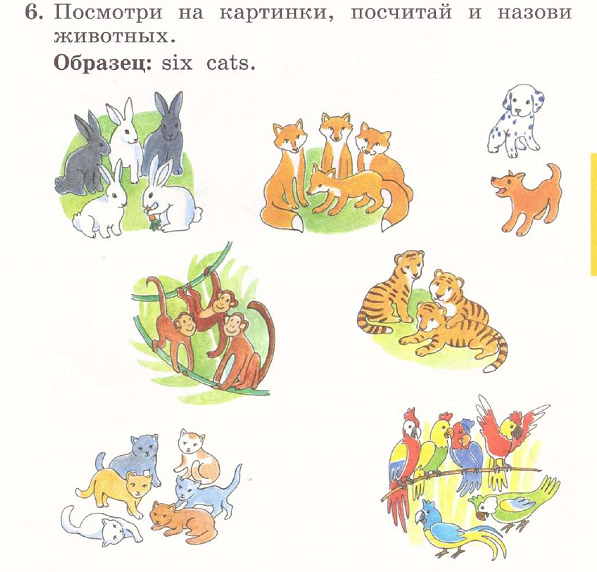 6. Посмотри на картинки, посчитай и назови
животных.
Образец: six cats.